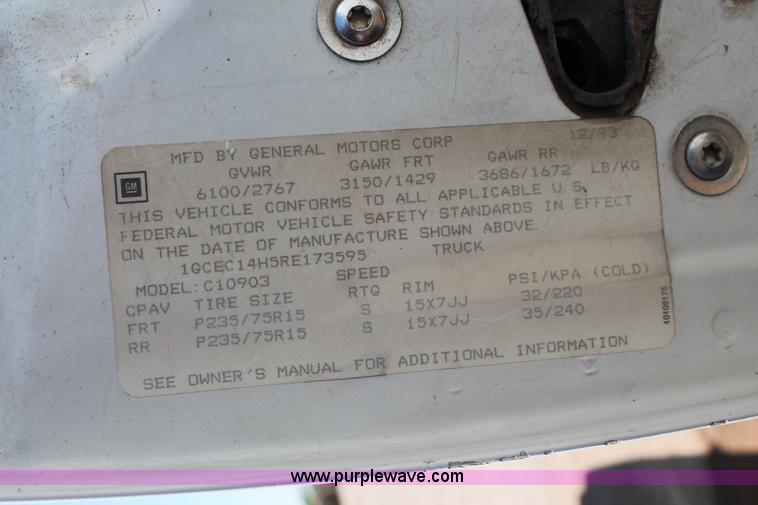 MFD BY GENERAL MOTORS CORP 12/93
GVWR GAWR FRT GAWR RR
GM 6100/2767 3150/1429 3686/1672 LB/KG
THIS VEHICLE CONFORMS TO ALL APPLICABLE U.S.
FEDERAL MOTOR VEHICLE SAFETY STANDARDS IN EFFECT
ON THE DATE OF MANUFACTURE SHOWN ABOVE.
1GCEC14H5RE173595 TRUCK
MODEL: C10903 SPEED
CPAV TIRE SIZE RTG RIM PSI/KPA (COLD)
FRT P235/75R15 S 15X7JJ 32/220
RR P235/75R15 S 15X7JJ 35/240
SEE OWNER'S MANUAL FOR ADDITIONAL INFORMATION
10108175
www.purplewave.com